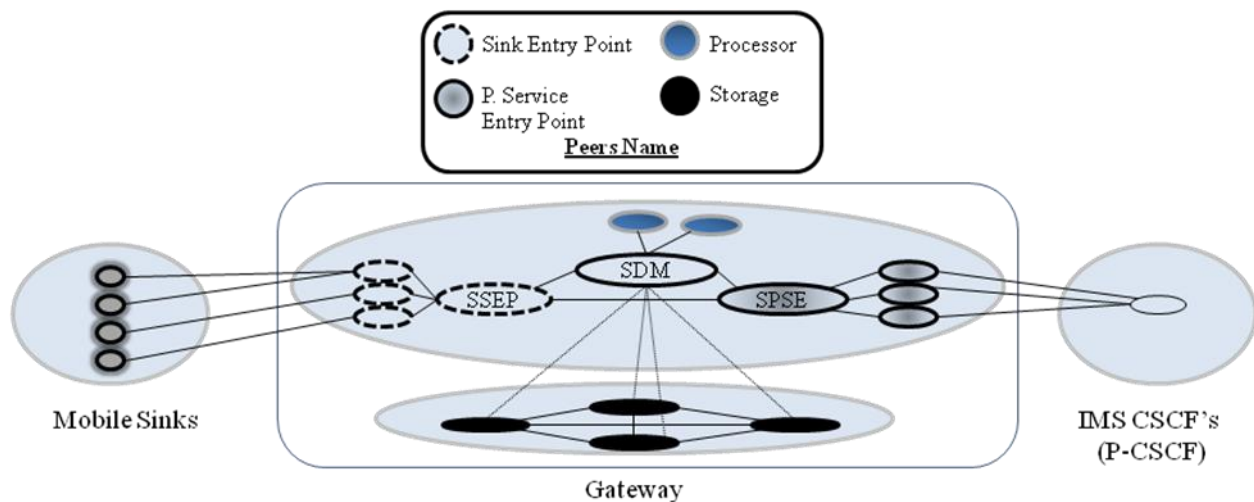 Sink Entry Point
Processor
P. Service
Entry Point
Storage
Peers Name
SDM
SSEP
SPSE
Mobile Sinks
IMS CSCF's
(P-CSCF)
Gateway